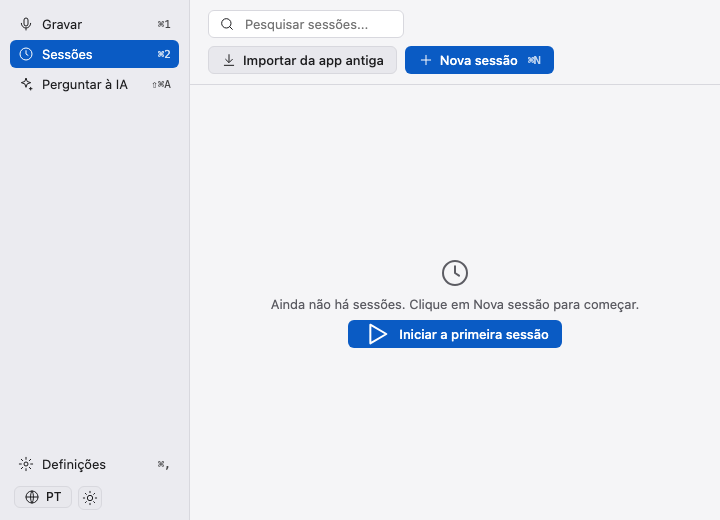 Gravar ⌘1
Sessões ⌘2
Perguntar à IA ⇧⌘A
Pesquisar sessões...
Importar da app antiga
Nova sessão ⌘N
Ainda não há sessões. Clique em Nova sessão para começar.
Iniciar a primeira sessão
Definições ⌘,
PT